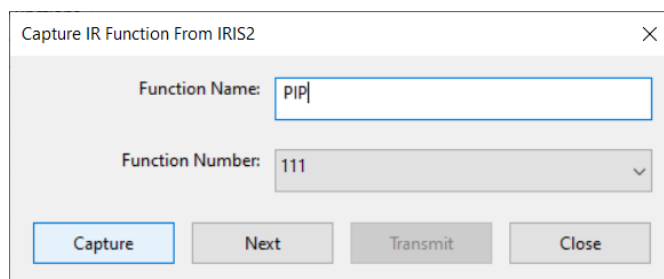 Capture IR Function From IRIS2
Function Name: PIP
Function Number: 111
Capture Next Transmit Close